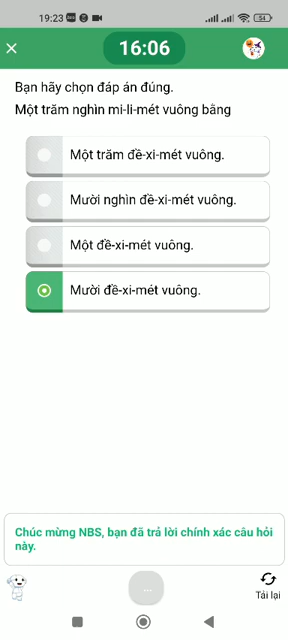 19:23
54
16:06
Bạn hãy chọn đáp án đúng.
Một trăm nghìn mi-li-mét vuông bằng
Một trăm đề-xi-mét vuông.
Mười nghìn đề-xi-mét vuông.
Một đề-xi-mét vuông.
Mười đề-xi-mét vuông.
Chúc mừng NBS, bạn đã trả lời chính xác câu hỏi
này.
...
Tải lại